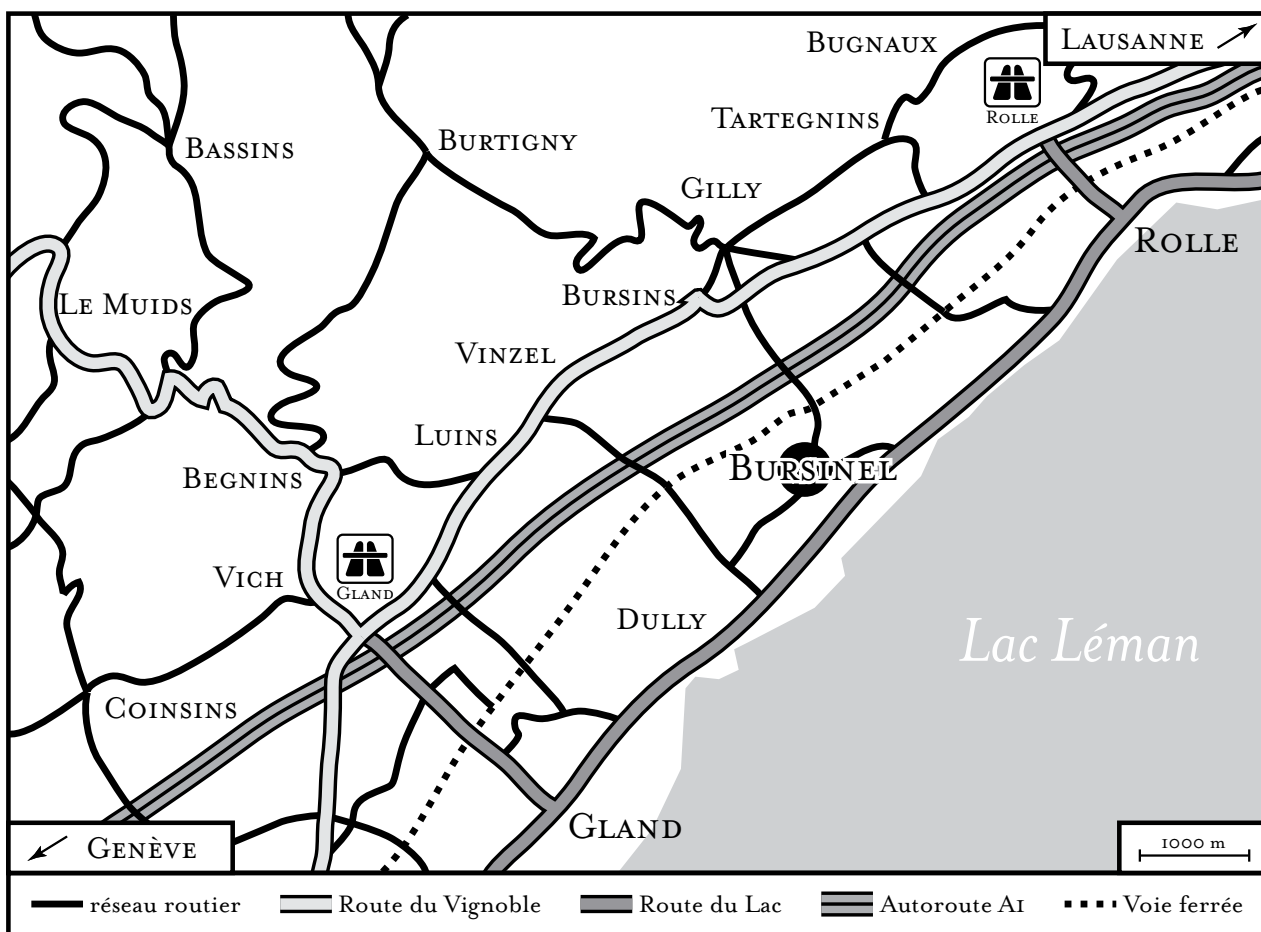 Lausanne
Bugnaux
Rolle
Tartegnins
Burtigny
Bassins
Gilly
Rolle
Bursins
Le Muids
Vinzel
Luins
Bursinel
Begnins
Vich
Gland
Dully
Lac Léman
Coinsins
Gland
Genève
1000 m
réseau routier
Route du Vignoble
Route du Lac
Autoroute A1
Voie ferrée